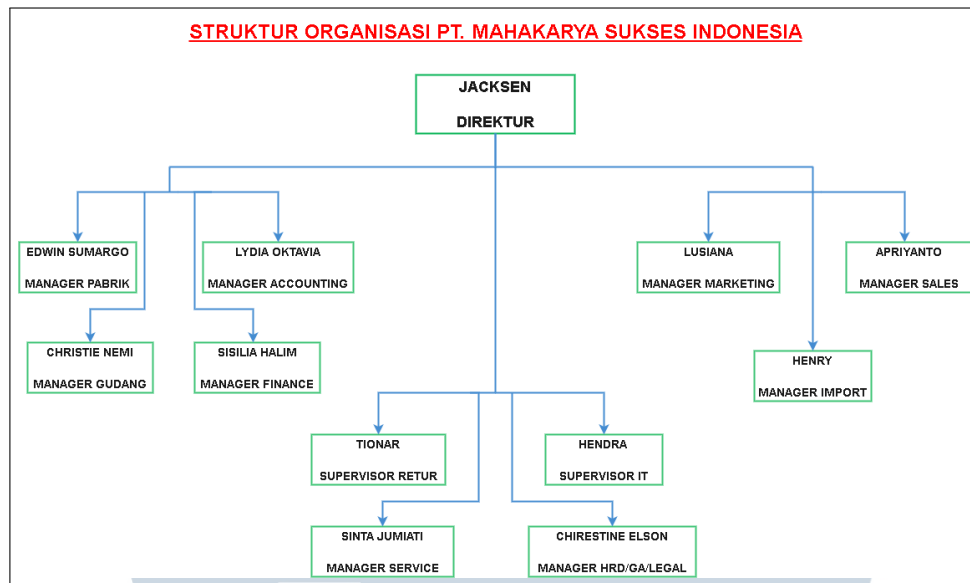 STRUKTUR ORGANISASI PT. MAHAKARYA SUKSES INDONESIA
JACKSEN
DIREKTUR
EDWIN SUMARGO
MANAGER PABRIK
LYDIA OKTAVIA
MANAGER ACCOUNTING
LUSIANA
MANAGER MARKETING
APRIYANTO
MANAGER SALES
CHRISTIE NEMI
MANAGER GUDANG
SISILIA HALIM
MANAGER FINANCE
HENRY
MANAGER IMPORT
TIONAR
SUPERVISOR RETUR
HENDRA
SUPERVISOR IT
SINTA JUMIATI
MANAGER SERVICE
CHIRESTINE ELSON
MANAGER HRD/GA/LEGAL